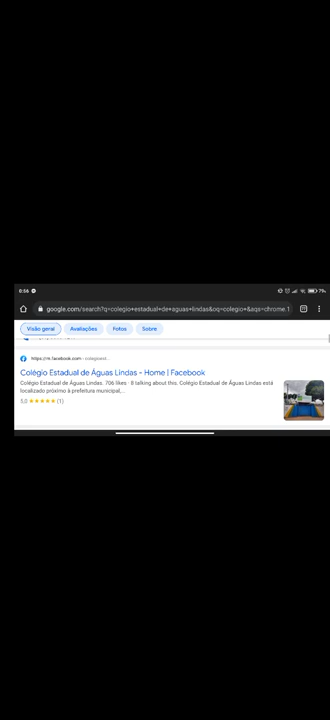 0:56
7%
google.com/search?q=colegio+estadual+de+aguas+lindas&oq=colegio+&aqs=chrome.1
Visão geral
Avaliações
Fotos
Sobre
https://m.facebook.com › colegioest...
Colégio Estadual de Águas Lindas - Home | Facebook
Colégio Estadual de Águas Lindas. 706 likes · 8 talking about this. Colégio Estadual de Águas Lindas está
localizado próximo à prefeitura municipal,...
5,0 ★★★★★ (1)